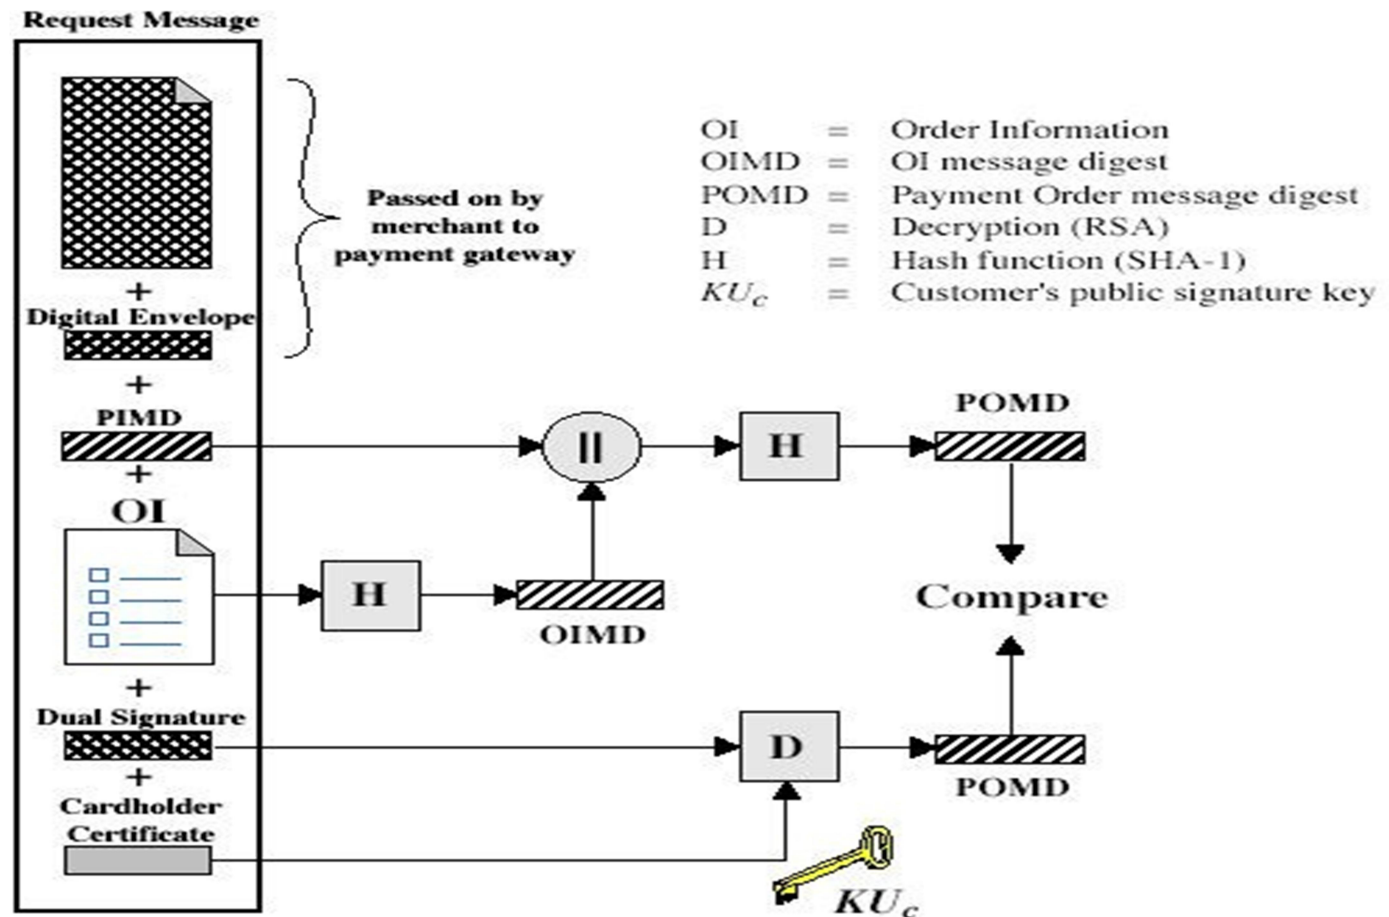 Request Message
Passed on by
merchant to
payment gateway
OI = Order Information
OIMD = OI message digest
POMD = Payment Order message digest
D = Decryption (RSA)
H = Hash function (SHA-1)
KUc = Customer's public signature key
+
Digital Envelope
+
PIMD
||
H
POMD
+
OI
H
OIMD
Compare
+
Dual Signature
D
POMD
+
Cardholder
Certificate
KUc